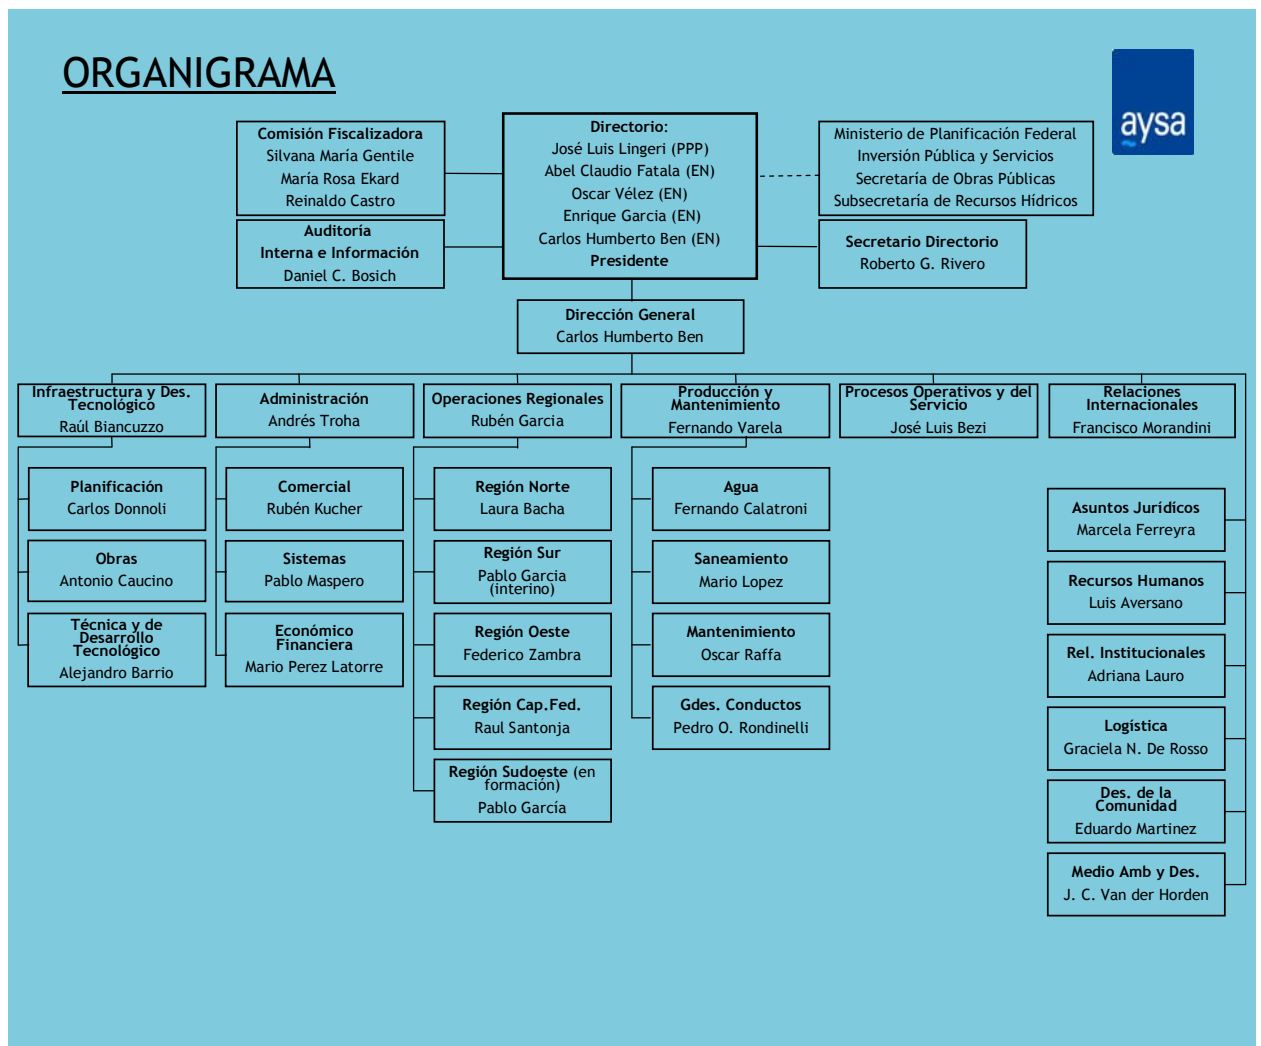 ORGANIGRAMA
aysa
Comisión Fiscalizadora
Silvana María Gentile
María Rosa Ekard
Reinaldo Castro
Directorio:
José Luis Lingeri (PPP)
Abel Claudio Fatala (EN)
Oscar Vélez (EN)
Enrique Garcia (EN)
Carlos Humberto Ben (EN)
Presidente
Ministerio de Planificación Federal
Inversión Pública y Servicios
Secretaría de Obras Públicas
Subsecretaría de Recursos Hídricos
Auditoría
Interna e Información
Daniel C. Bosich
Secretario Directorio
Roberto G. Rivero
Dirección General
Carlos Humberto Ben
Infraestructura y Des.
Tecnológico
Raúl Biancuzzo
Administración
Andrés Troha
Operaciones Regionales
Rubén Garcia
Producción y
Mantenimiento
Fernando Varela
Procesos Operativos y del
Servicio
José Luis Bezi
Relaciones
Internacionales
Francisco Morandini
Planificación
Carlos Donnoli
Obras
Antonio Caucino
Técnica y de
Desarrollo
Tecnológico
Alejandro Barrio
Comercial
Rubén Kucher
Sistemas
Pablo Maspero
Económico
Financiera
Mario Perez Latorre
Región Norte
Laura Bacha
Región Sur
Pablo Garcia
(interino)
Región Oeste
Federico Zambra
Región Cap.Fed.
Raul Santonja
Región Sudoeste (en
formación)
Pablo García
Agua
Fernando Calatroni
Saneamiento
Mario Lopez
Mantenimiento
Oscar Raffa
Gdes. Conductos
Pedro O. Rondinelli
Asuntos Jurídicos
Marcela Ferreyra
Recursos Humanos
Luis Aversano
Rel. Institucionales
Adriana Lauro
Logística
Graciela N. De Rosso
Des. de la
Comunidad
Eduardo Martinez
Medio Amb y Des.
J. C. Van der Horden